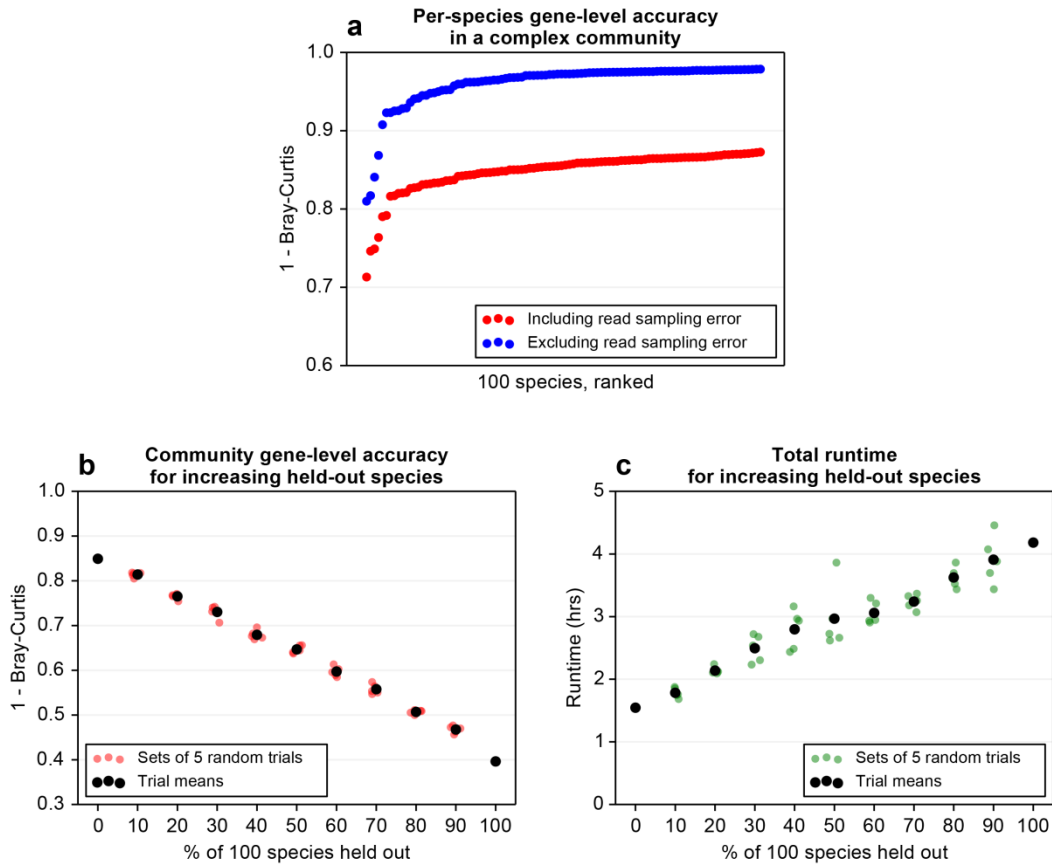 a
Per-species gene-level accuracy
in a complex community
1.0
0.9
0.8
0.7
0.6
1 - Bray-Curtis
Including read sampling error
Excluding read sampling error
100 species, ranked
b
Community gene-level accuracy
for increasing held-out species
1.0
0.9
0.8
0.7
0.6
0.5
0.4
0.3
1 - Bray-Curtis
Sets of 5 random trials
Trial means
0 10 20 30 40 50 60 70 80 90 100
% of 100 species held out
c
Total runtime
for increasing held-out species
5
4
3
2
1
0
Runtime (hrs)
Sets of 5 random trials
Trial means
0 10 20 30 40 50 60 70 80 90 100
% of 100 species held out